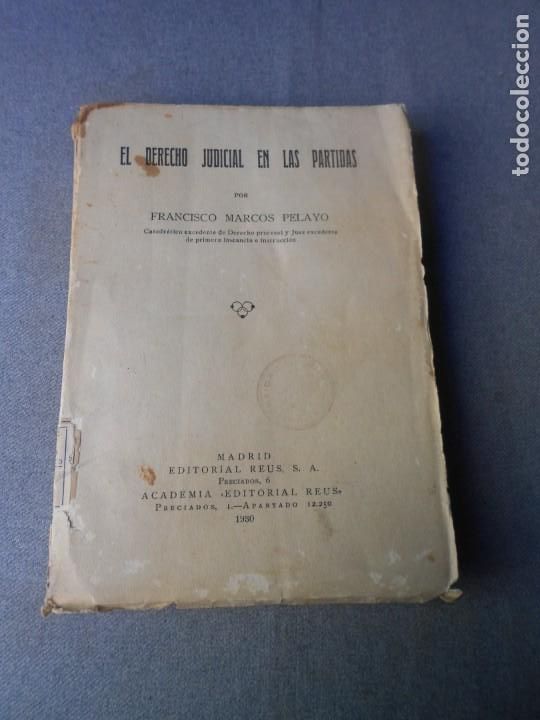 EL DERECHO JUDICIAL EN LAS PARTIDAS
POR
FRANCISCO MARCOS PELAYO
Catedrático excedente de Derecho procesal y Juez excedente
de primera instancia e instrucción
MADRID
EDITORIAL REUS, S. A.
PRECIADOS, 6
ACADEMIA «EDITORIAL REUS»
PRECIADOS, 1.—APARTADO 12.250
1930
todocoleccion